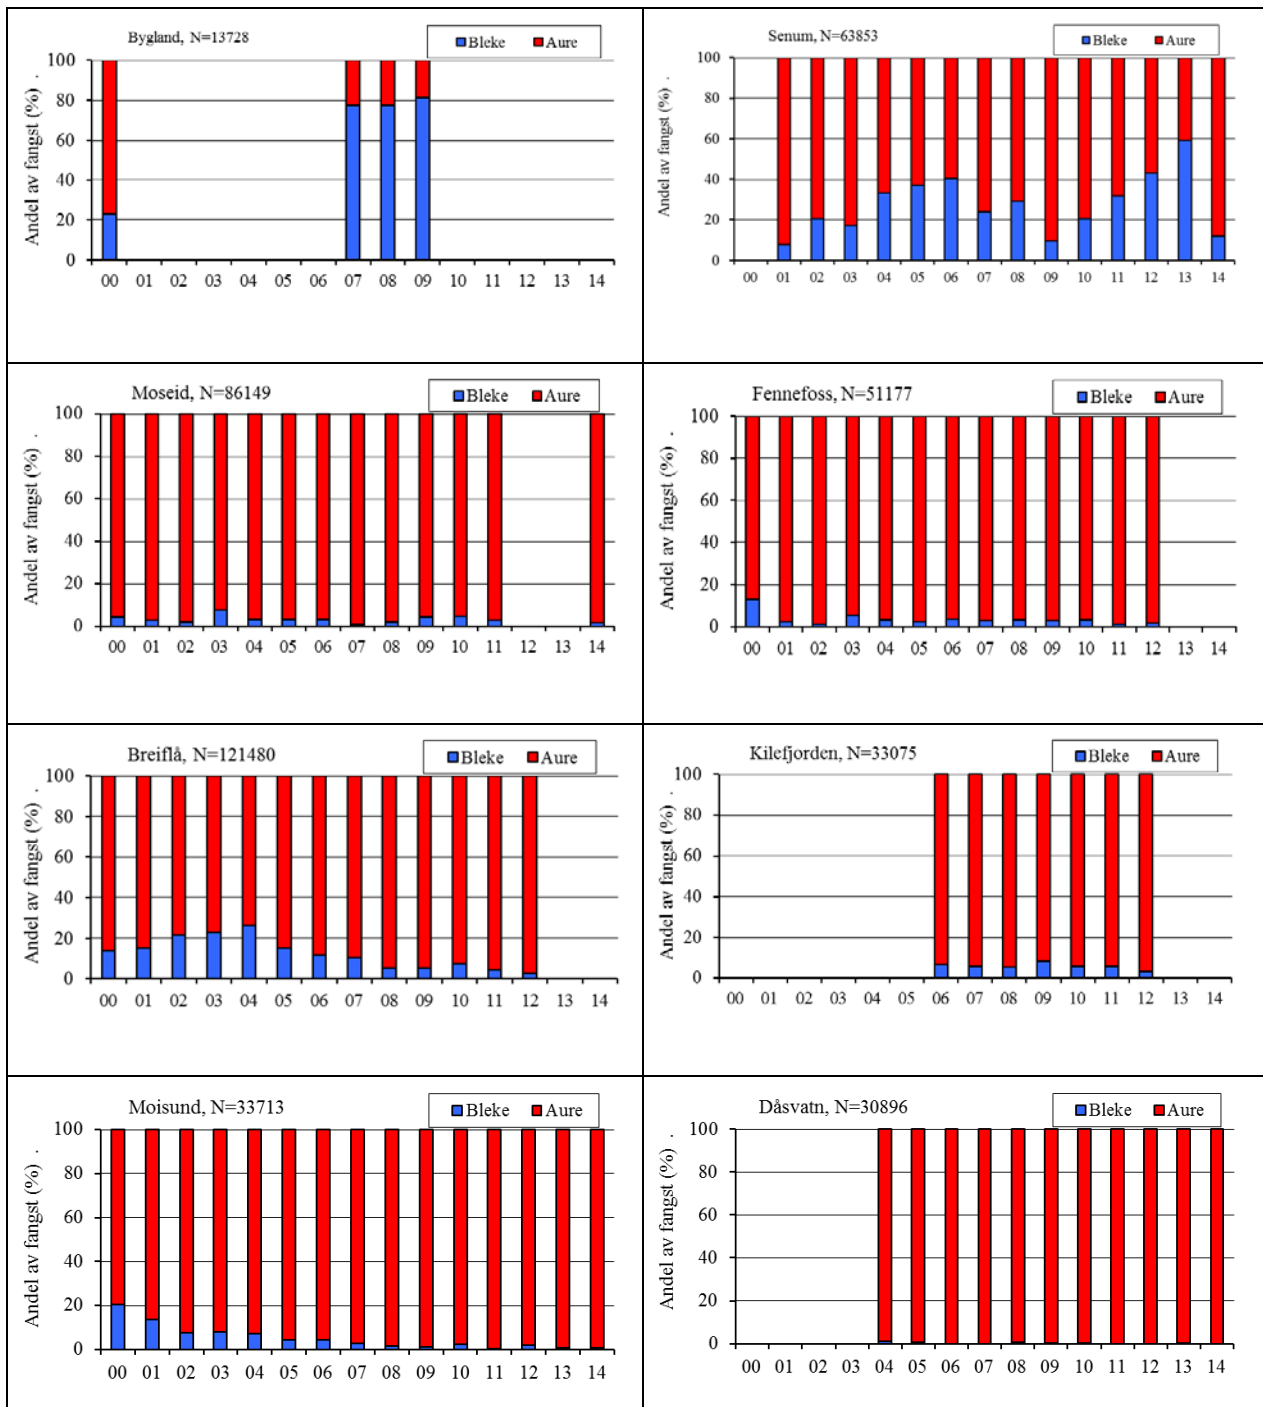 Bygland, N=13728
Bleke Aure
Andel av fangst (%) .
100
80
60
40
20
0
00 01 02 03 04 05 06 07 08 09 10 11 12 13 14
Senum, N=63853
Bleke Aure
Andel av fangst (%) .
100
80
60
40
20
0
00 01 02 03 04 05 06 07 08 09 10 11 12 13 14
Moseid, N=86149
Bleke Aure
Andel av fangst (%) .
100
80
60
40
20
0
00 01 02 03 04 05 06 07 08 09 10 11 12 13 14
Fennefoss, N=51177
Bleke Aure
Andel av fangst (%) .
100
80
60
40
20
0
00 01 02 03 04 05 06 07 08 09 10 11 12 13 14
Breiflå, N=121480
Bleke Aure
Andel av fangst (%) .
100
80
60
40
20
0
00 01 02 03 04 05 06 07 08 09 10 11 12 13 14
Kilefjorden, N=33075
Bleke Aure
Andel av fangst (%) .
100
80
60
40
20
0
00 01 02 03 04 05 06 07 08 09 10 11 12 13 14
Moisund, N=33713
Bleke Aure
Andel av fangst (%) .
100
80
60
40
20
0
00 01 02 03 04 05 06 07 08 09 10 11 12 13 14
Dåsvatn, N=30896
Bleke Aure
Andel av fangst (%) .
100
80
60
40
20
0
00 01 02 03 04 05 06 07 08 09 10 11 12 13 14